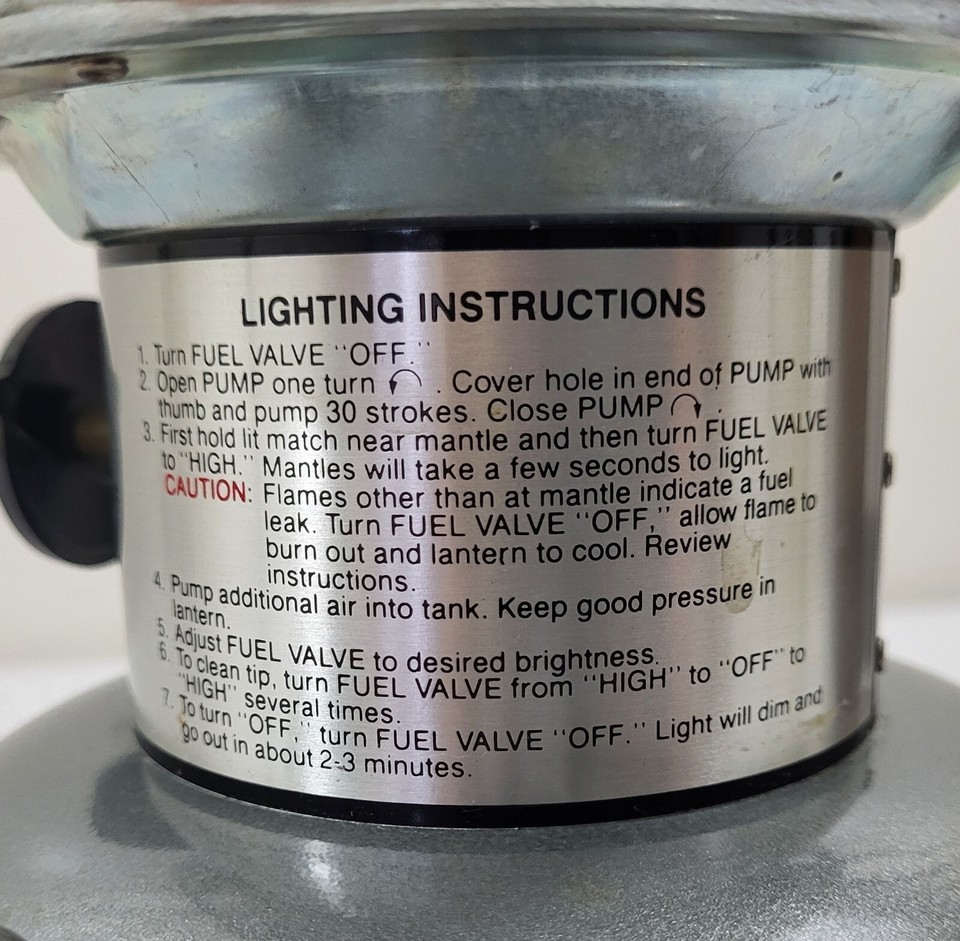 LIGHTING INSTRUCTIONS
1. Turn FUEL VALVE "OFF."
2. Open PUMP one turn ↶ . Cover hole in end of PUMP with
thumb and pump 30 strokes. Close PUMP ↷ .
3. First hold lit match near mantle and then turn FUEL VALVE
to "HIGH." Mantles will take a few seconds to light.
CAUTION: Flames other than at mantle indicate a fuel
leak. Turn FUEL VALVE "OFF," allow flame to
burn out and lantern to cool. Review
instructions.
4. Pump additional air into tank. Keep good pressure in
lantern.
5. Adjust FUEL VALVE to desired brightness.
6. To clean tip, turn FUEL VALVE from "HIGH" to "OFF" to
"HIGH" several times.
7. To turn "OFF," turn FUEL VALVE "OFF." Light will dim and
go out in about 2-3 minutes.